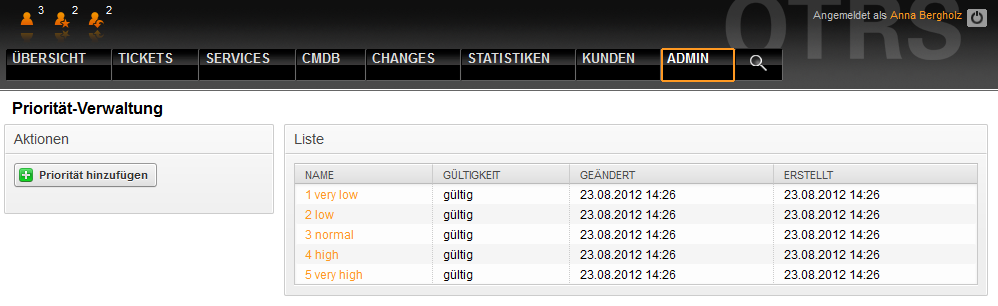 3 2 2
Angemeldet als Anna Bergholz
OTRS
ÜBERSICHT TICKETS SERVICES CMDB CHANGES STATISTIKEN KUNDEN ADMIN
Priorität-Verwaltung
Aktionen
Priorität hinzufügen
Liste
NAME GÜLTIGKEIT GEÄNDERT ERSTELLT
1 very low gültig 23.08.2012 14:26 23.08.2012 14:26
2 low gültig 23.08.2012 14:26 23.08.2012 14:26
3 normal gültig 23.08.2012 14:26 23.08.2012 14:26
4 high gültig 23.08.2012 14:26 23.08.2012 14:26
5 very high gültig 23.08.2012 14:26 23.08.2012 14:26